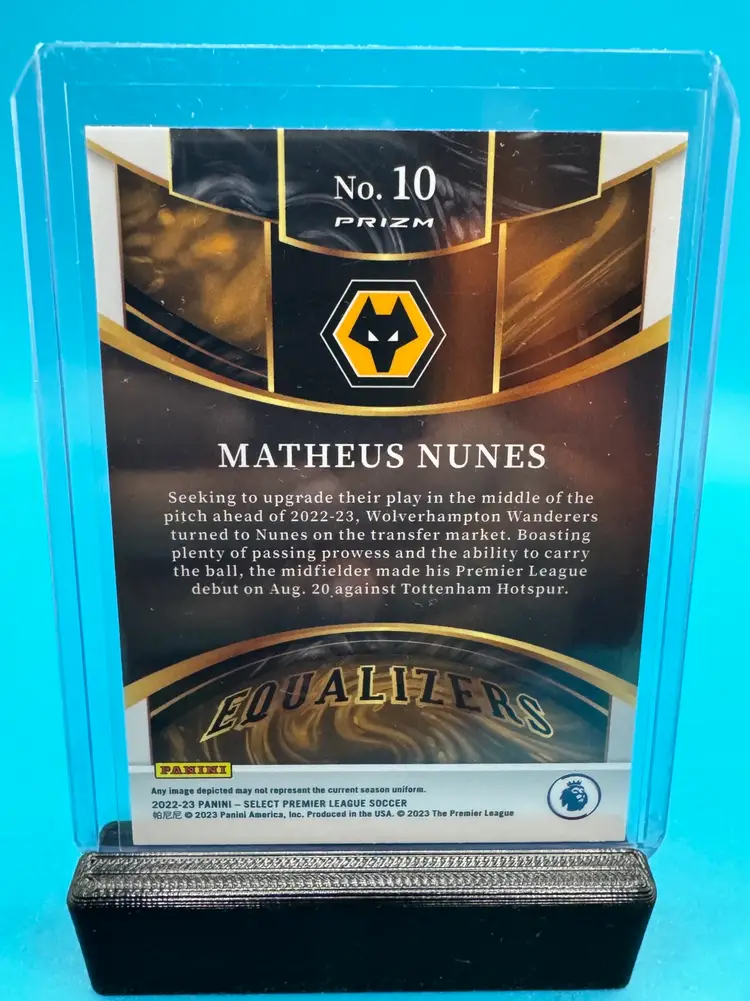 No. 10
PRIZM
MATHEUS NUNES
Seeking to upgrade their play in the middle of the
pitch ahead of 2022-23, Wolverhampton Wanderers
turned to Nunes on the transfer market. Boasting
plenty of passing prowess and the ability to carry
the ball, the midfielder made his Premier League
debut on Aug. 20 against Tottenham Hotspur.
EQUALIZERS
PANINI
Any image depicted may not represent the current season uniform.
2022-23 PANINI – SELECT PREMIER LEAGUE SOCCER
帕尼尼 © 2023 Panini America, Inc. Produced in the USA. © 2023 The Premier League